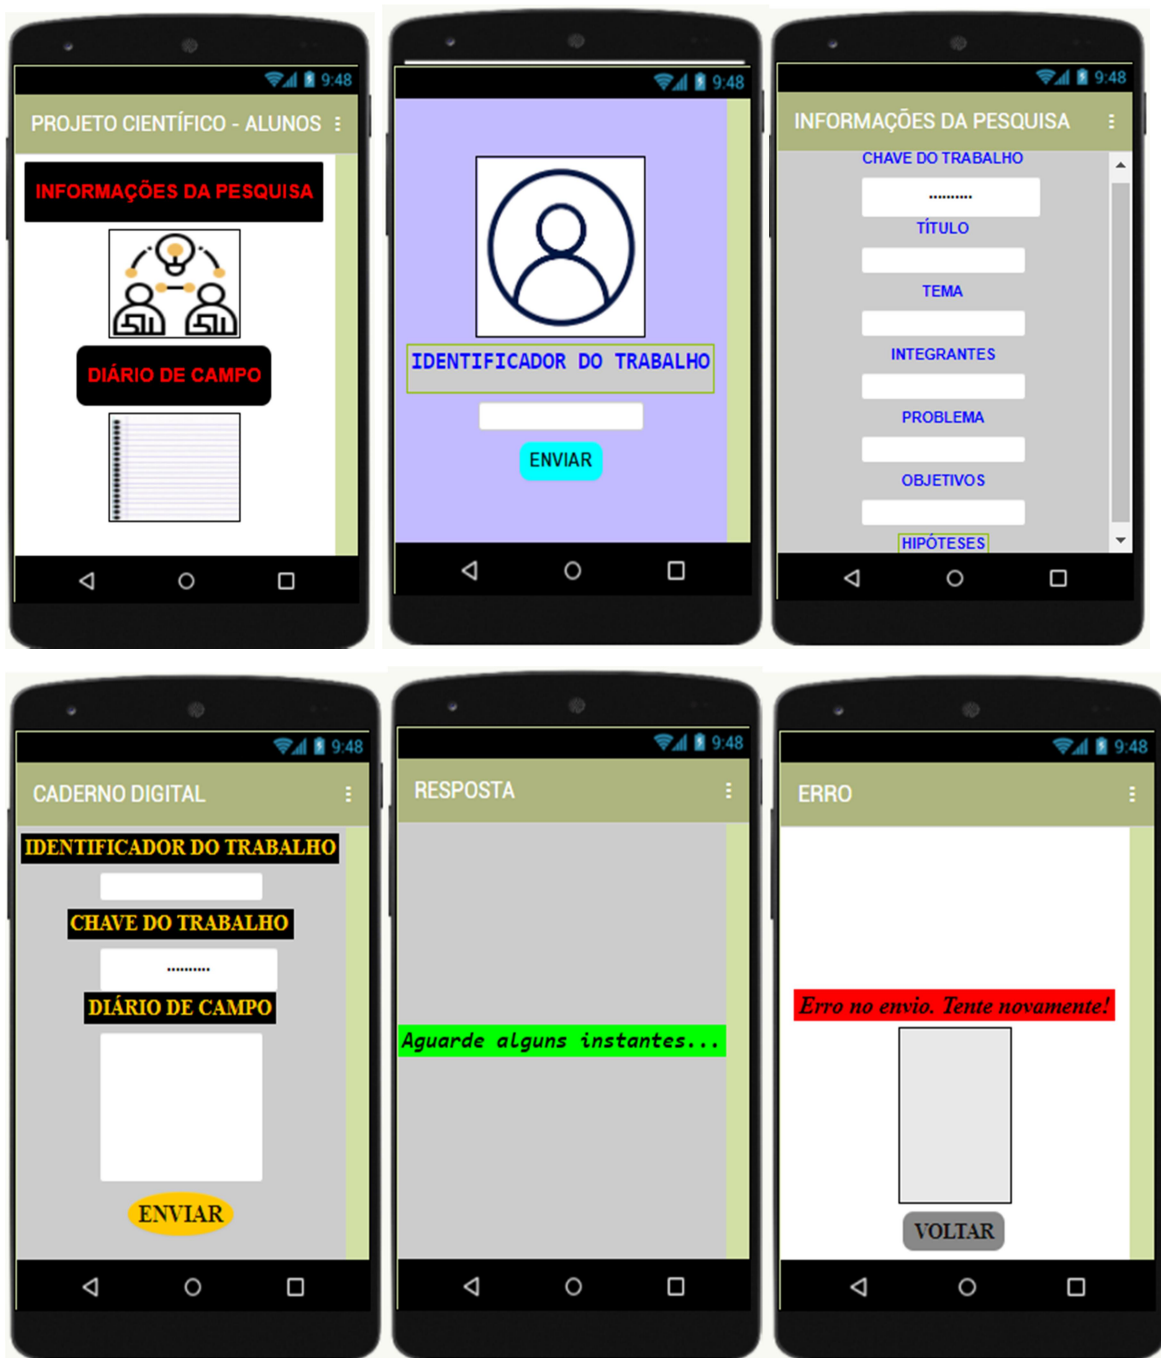 9:48
PROJETO CIENTÍFICO - ALUNOS
INFORMAÇÕES DA PESQUISA
DIÁRIO DE CAMPO
9:48
IDENTIFICADOR DO TRABALHO
ENVIAR
9:48
INFORMAÇÕES DA PESQUISA
CHAVE DO TRABALHO
••••••••••
TÍTULO
TEMA
INTEGRANTES
PROBLEMA
OBJETIVOS
HIPÓTESES
9:48
CADERNO DIGITAL
IDENTIFICADOR DO TRABALHO
CHAVE DO TRABALHO
••••••••••
DIÁRIO DE CAMPO
ENVIAR
9:48
RESPOSTA
Aguarde alguns instantes...
9:48
ERRO
Erro no envio. Tente novamente!
VOLTAR